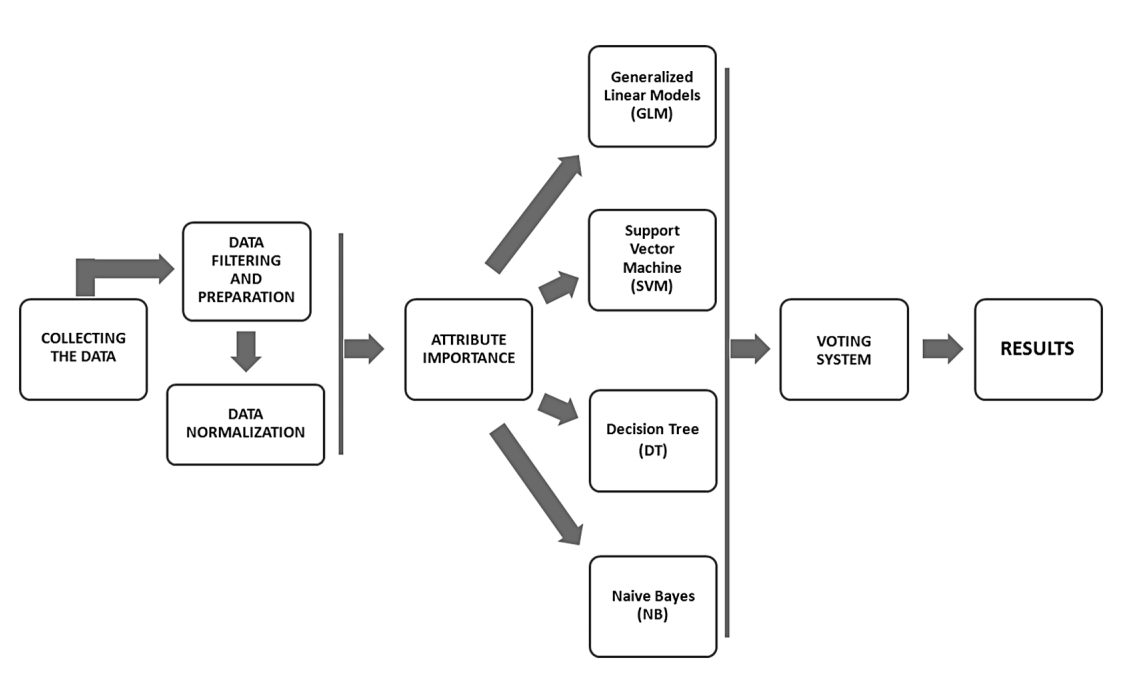 COLLECTING
THE DATA
DATA
FILTERING
AND
PREPARATION
DATA
NORMALIZATION
ATTRIBUTE
IMPORTANCE
Generalized
Linear Models
(GLM)
Support
Vector
Machine
(SVM)
Decision Tree
(DT)
Naive Bayes
(NB)
VOTING
SYSTEM
RESULTS